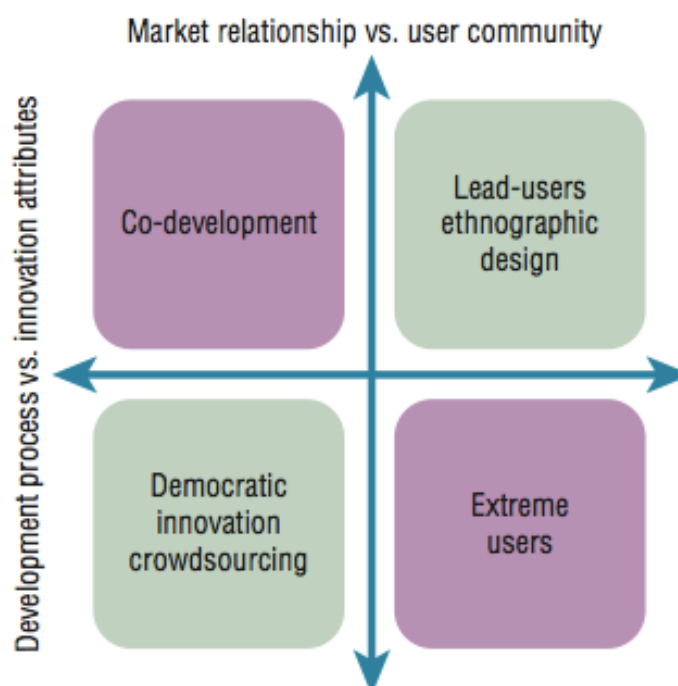 Market relationship vs. user community
Development process vs. innovation attributes
Co-development
Lead-users
ethnographic
design
Democratic
innovation
crowdsourcing
Extreme
users